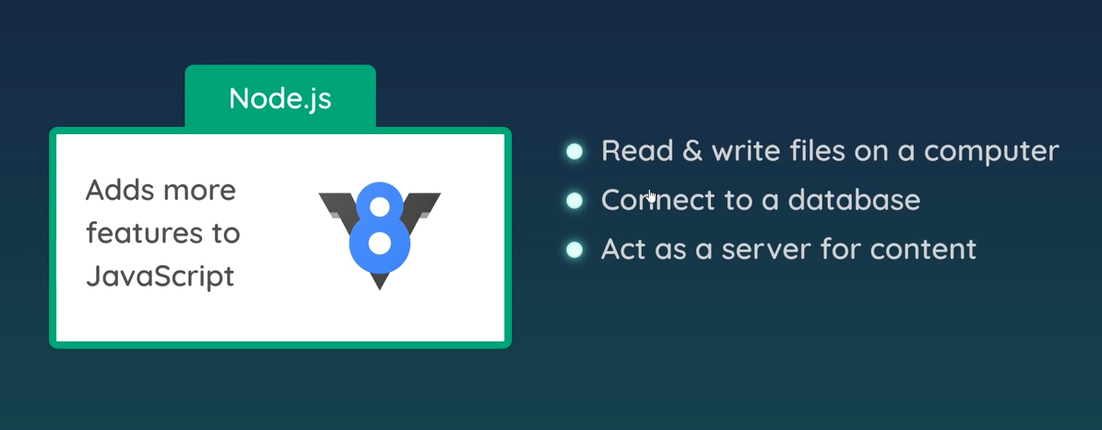 Node.js
Adds more
features to
JavaScript
8
Read & write files on a computer
Connect to a database
Act as a server for content